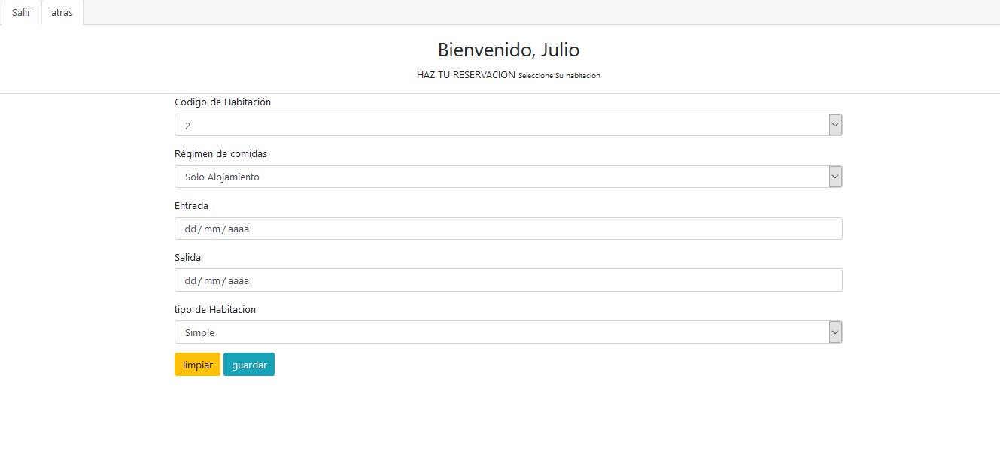 Salir atras
Bienvenido, Julio
HAZ TU RESERVACION Seleccione Su habitacion
Codigo de Habitación
2
Régimen de comidas
Solo Alojamiento
Entrada
dd / mm / aaaa
Salida
dd / mm / aaaa
tipo de Habitacion
Simple
limpiar guardar